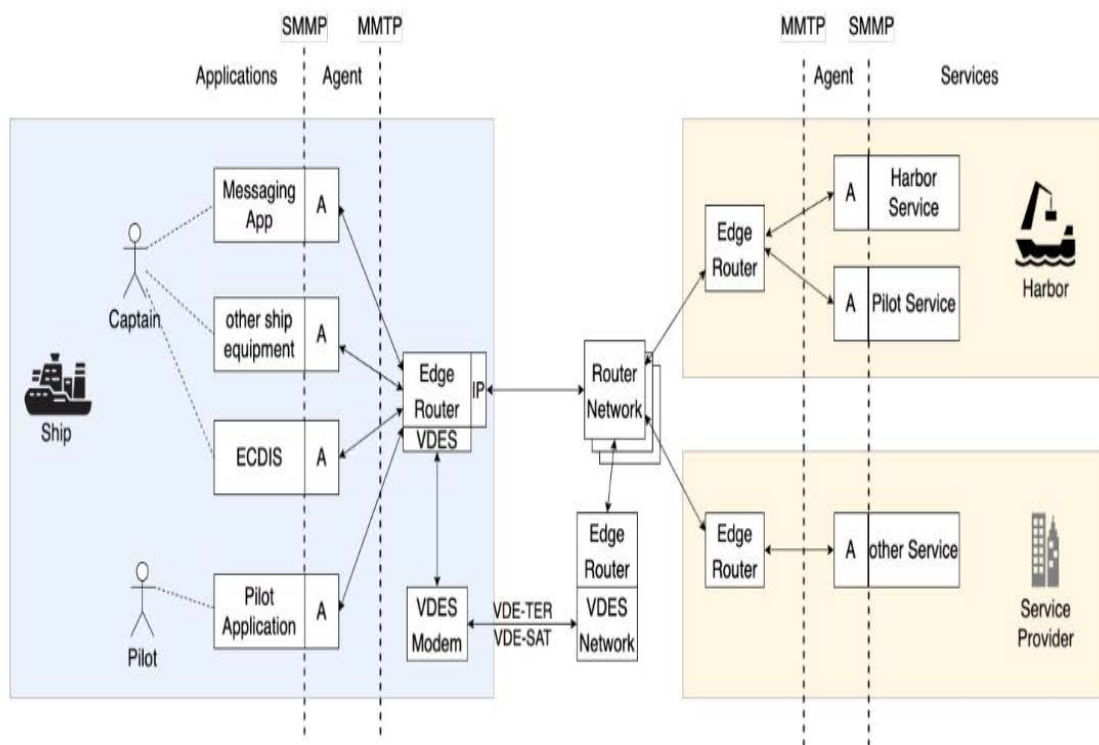 SMMP
MMTP
MMTP
SMMP
Applications
Agent
Agent
Services
Messaging
App
A
Captain
other ship
equipment
A
Ship
ECDIS
A
Pilot
Pilot
Application
A
Edge
Router
IP
VDES
VDES
Modem
VDE-TER
VDE-SAT
Router
Network
Edge
Router
VDES
Network
Edge
Router
A
Harbor
Service
A
Pilot Service
Harbor
Edge
Router
A
other Service
Service
Provider